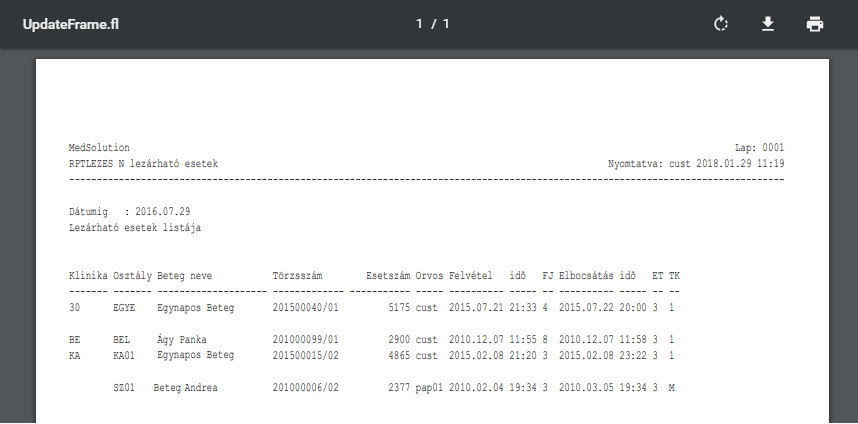 UpdateFrame.fl 1 / 1
MedSolution Lap: 0001
RPTLEZES N lezárható esetek Nyomtatva: cust 2018.01.29 11:19
Dátumig : 2016.07.29
Lezárható esetek listája
Klinika Osztály Beteg neve Törzsszám Esetszám Orvos Felvétel idõ FJ Elbocsátás idõ ET TK
30 EGYE Egynapos Beteg 201500040/01 5175 cust 2015.07.21 21:33 4 2015.07.22 20:00 3 1
BE BEL Ágy Panka 201000099/01 2900 cust 2010.12.07 11:55 8 2010.12.07 11:58 3 1
KA KA01 Egynapos Beteg 201500015/02 4865 cust 2015.02.08 21:20 3 2015.02.08 23:22 3 1
SZ01 Beteg Andrea 201000006/02 2377 pap01 2010.02.04 19:34 3 2010.03.05 19:34 3 M